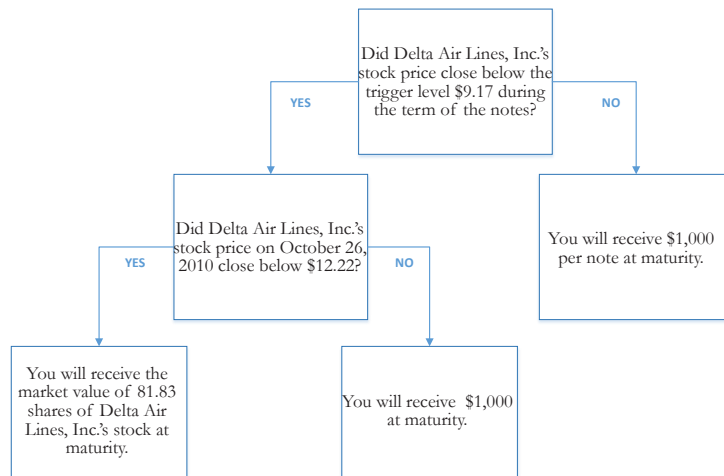 Did Delta Air Lines, Inc.'s
stock price close below the
trigger level $9.17 during
the term of the notes?
YES
NO
Did Delta Air Lines, Inc.'s
stock price on October 26,
2010 close below $12.22?
You will receive $1,000
per note at maturity.
YES
NO
You will receive the
market value of 81.83
shares of Delta Air
Lines, Inc.'s stock at
maturity.
You will receive $1,000
at maturity.